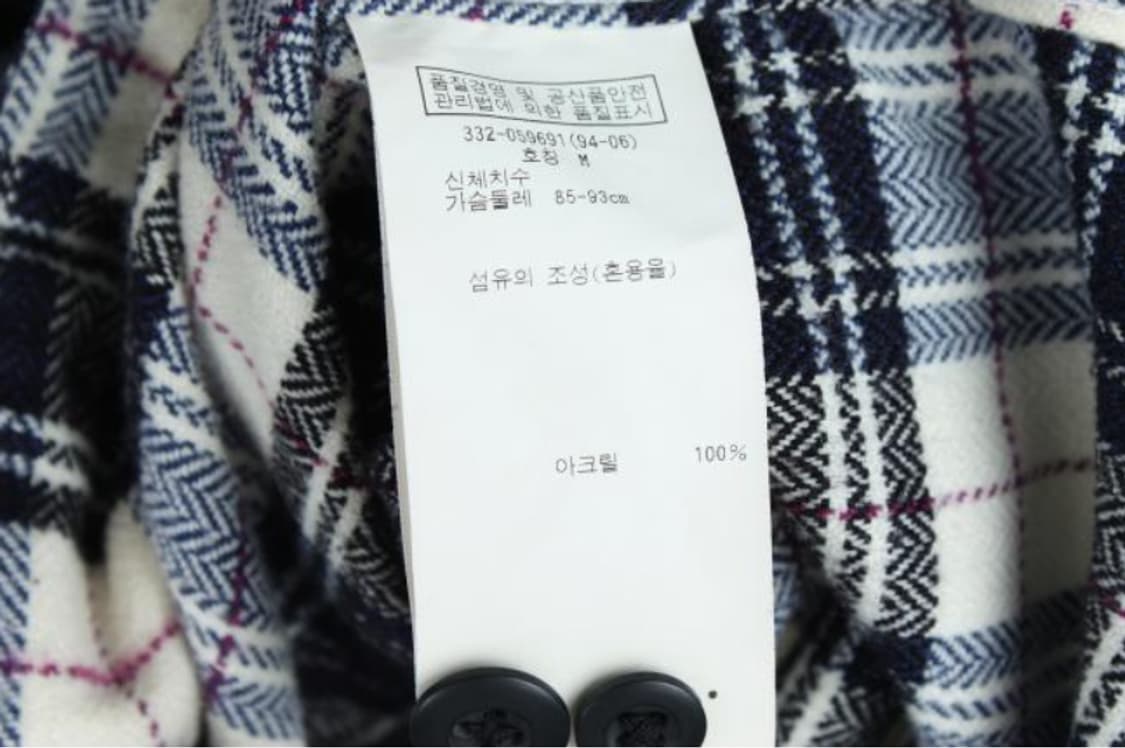 품질경영 및 공산품안전
관리법에 의한 품질표시
332-059691(94-06)
호칭 M
신체치수
가슴둘레 85-93cm
섬유의 조성(혼용율)
아크릴 100%